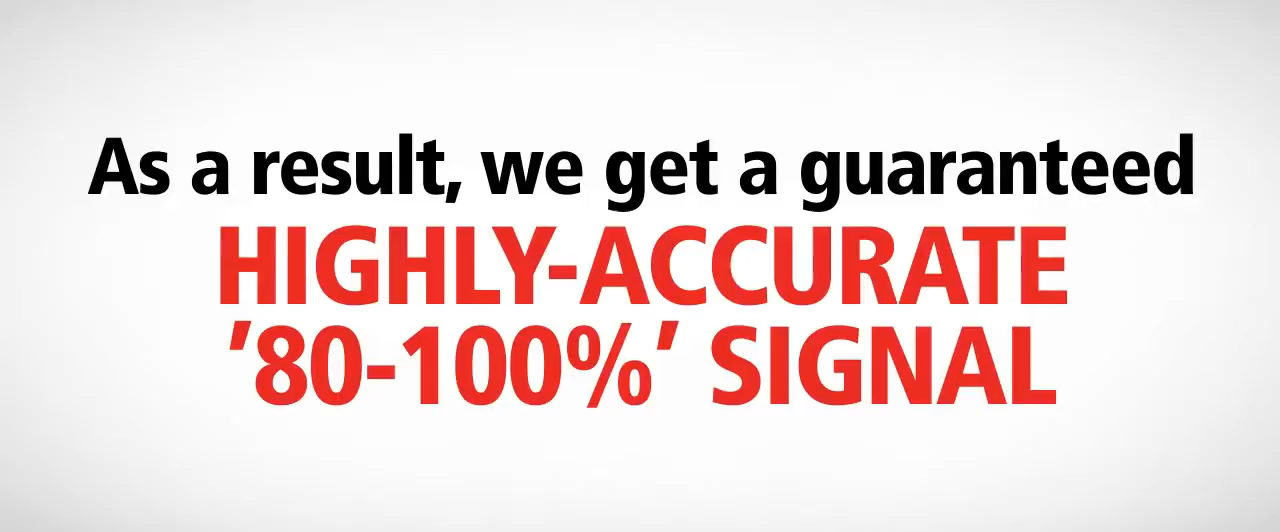 As a result, we get a guaranteed
HIGHLY-ACCURATE
’80-100%’ SIGNAL